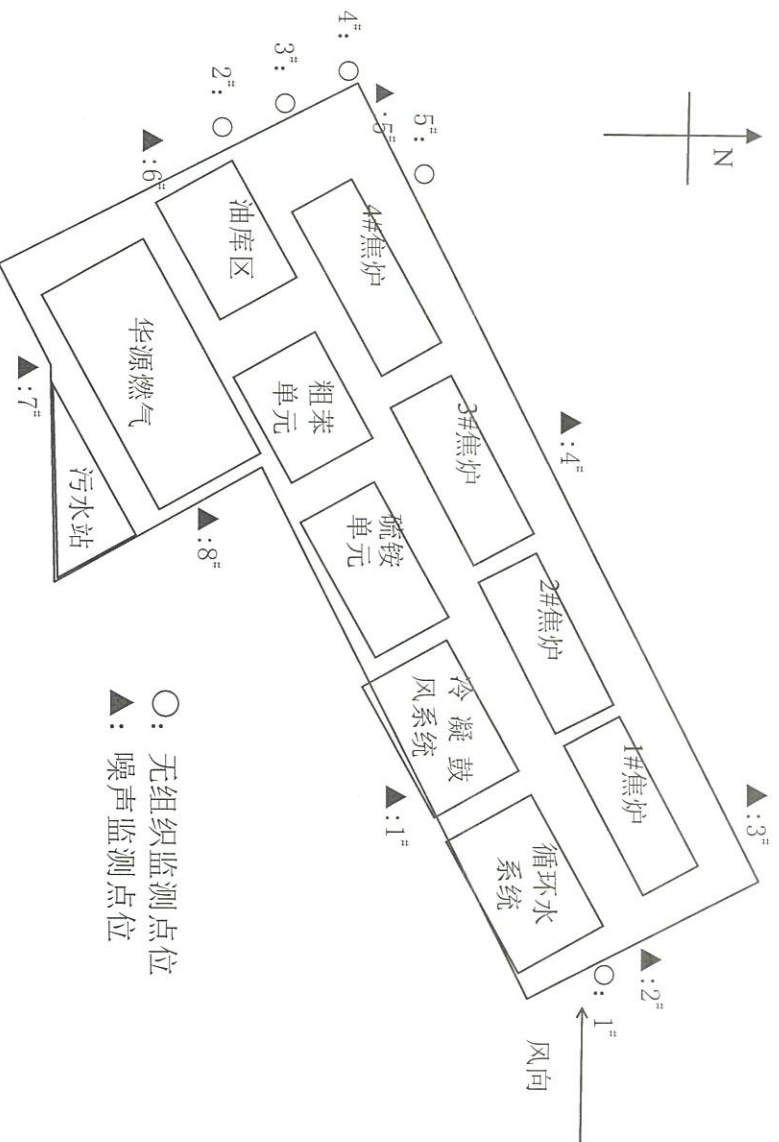 N
4#:
3#:
2#:
5#:
:5#
:6#
4#焦炉
油库区
华源燃气
:7#
粗苯
单元
3#焦炉
:4#
污水站
:8#
硫铵
单元
2#焦炉
冷 凝 鼓
风系统
:1#
1#焦炉
:3#
循环水
系统
:2#
: 1#
风向
: 无组织监测点位
: 噪声监测点位